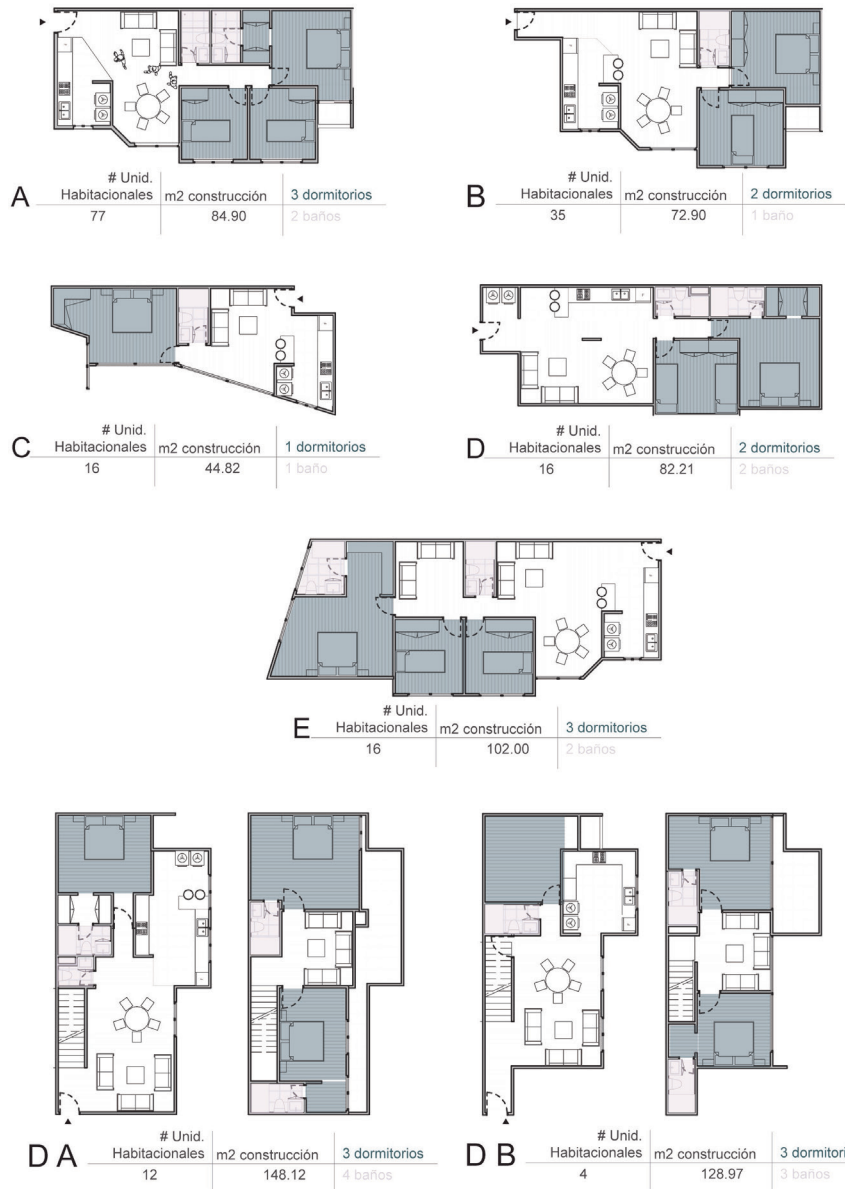 A
# Unid.
Habitacionales m2 construcción 3 dormitorios
77 84.90 2 baños
B
# Unid.
Habitacionales m2 construcción 2 dormitorios
35 72.90 1 baño
C
# Unid.
Habitacionales m2 construcción 1 dormitorios
16 44.82 1 baño
D
# Unid.
Habitacionales m2 construcción 2 dormitorios
16 82.21 2 baños
E
# Unid.
Habitacionales m2 construcción 3 dormitorios
16 102.00 2 baños
D A
# Unid.
Habitacionales m2 construcción 3 dormitorios
12 148.12 4 baños
D B
# Unid.
Habitacionales m2 construcción 3 dormitori
4 128.97 3 baños